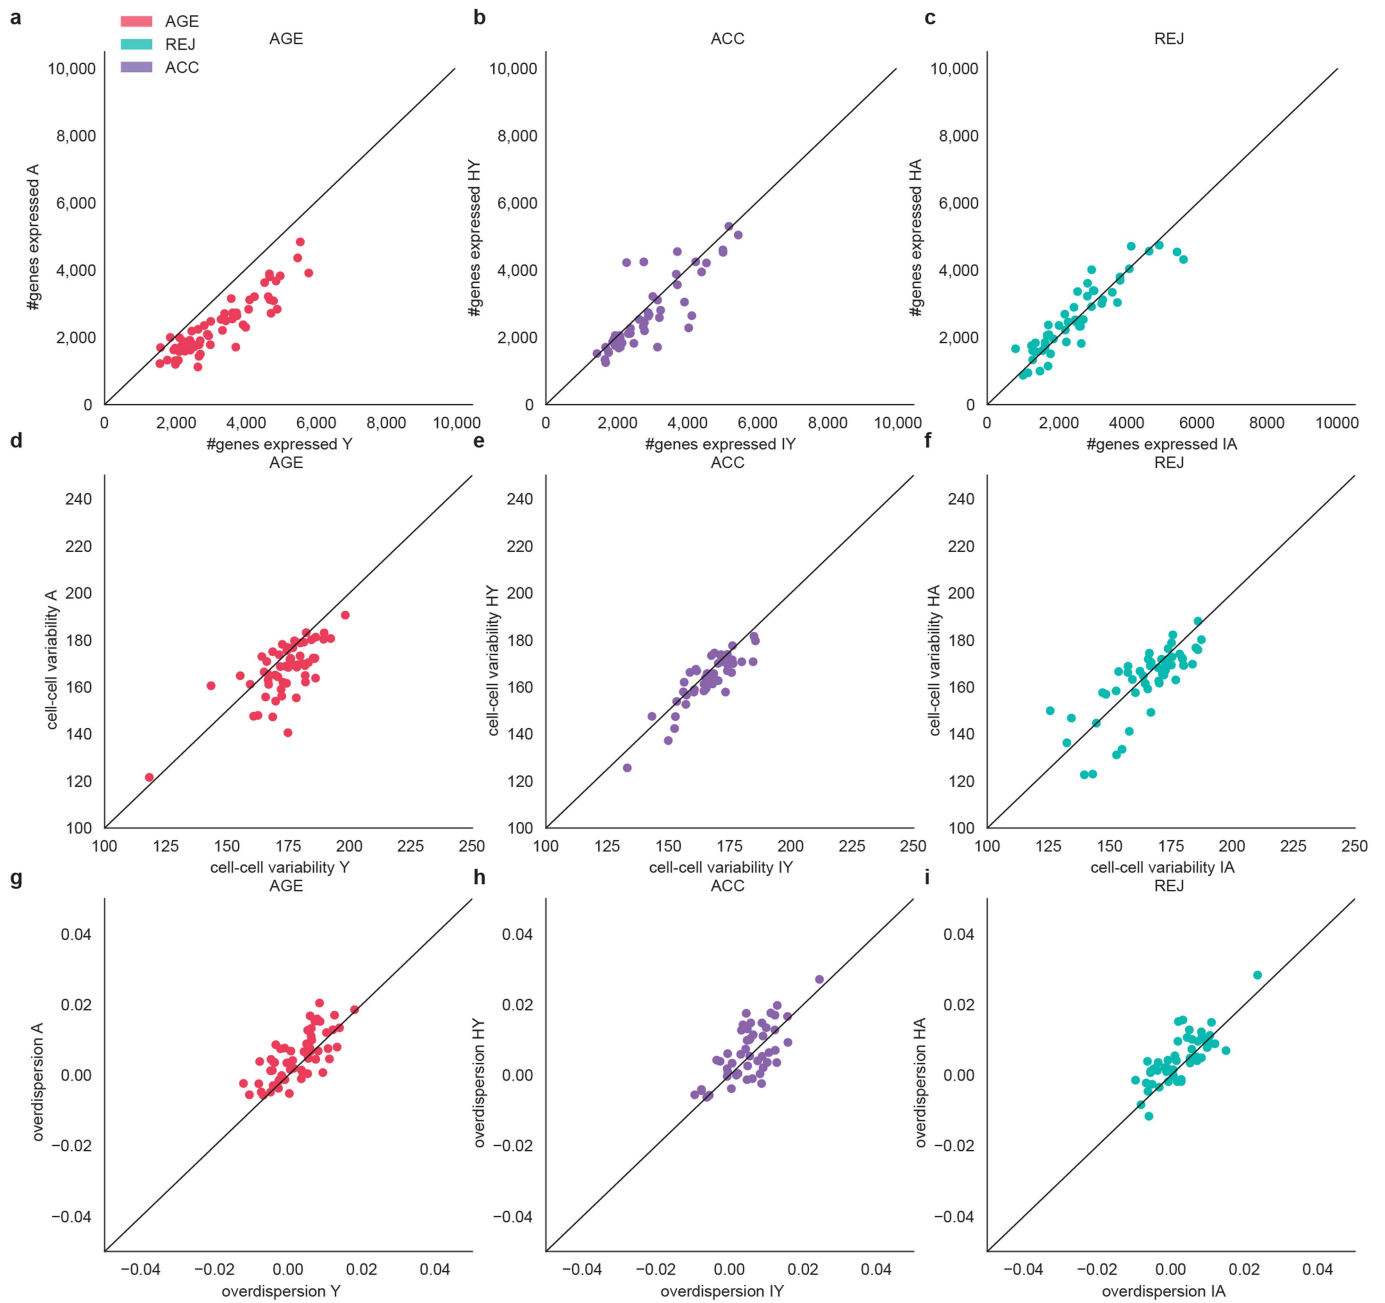 a
AGE
REJ
ACC
b
c
AGE
ACC
REJ
10,000
8,000
6,000
4,000
2,000
0
#genes expressed A
0
2,000
4,000
6,000
8,000
10,000
#genes expressed Y
10,000
8,000
6,000
4,000
2,000
0
#genes expressed HY
0
2,000
4,000
6,000
8,000
10,000
#genes expressed IY
10,000
8,000
6,000
4,000
2,000
0
#genes expressed HA
0
2,000
4000
6000
8000
10000
#genes expressed IA
d
e
f
AGE
ACC
REJ
240
220
200
180
160
140
120
100
cell-cell variability A
100
125
150
175
200
225
250
cell-cell variability Y
240
220
200
180
160
140
120
100
cell-cell variability HY
100
125
150
175
200
225
250
cell-cell variability IY
240
220
200
180
160
140
120
100
cell-cell variability HA
100
125
150
175
200
225
250
cell-cell variability IA
g
h
i
AGE
ACC
REJ
0.04
0.02
0.00
−0.02
−0.04
overdispersion A
−0.04
−0.02
0.00
0.02
0.04
overdispersion Y
0.04
0.02
0.00
−0.02
−0.04
overdispersion HY
−0.04
−0.02
0.00
0.02
0.04
overdispersion IY
0.04
0.02
0.00
−0.02
−0.04
overdispersion HA
−0.04
−0.02
0.00
0.02
0.04
overdispersion IA